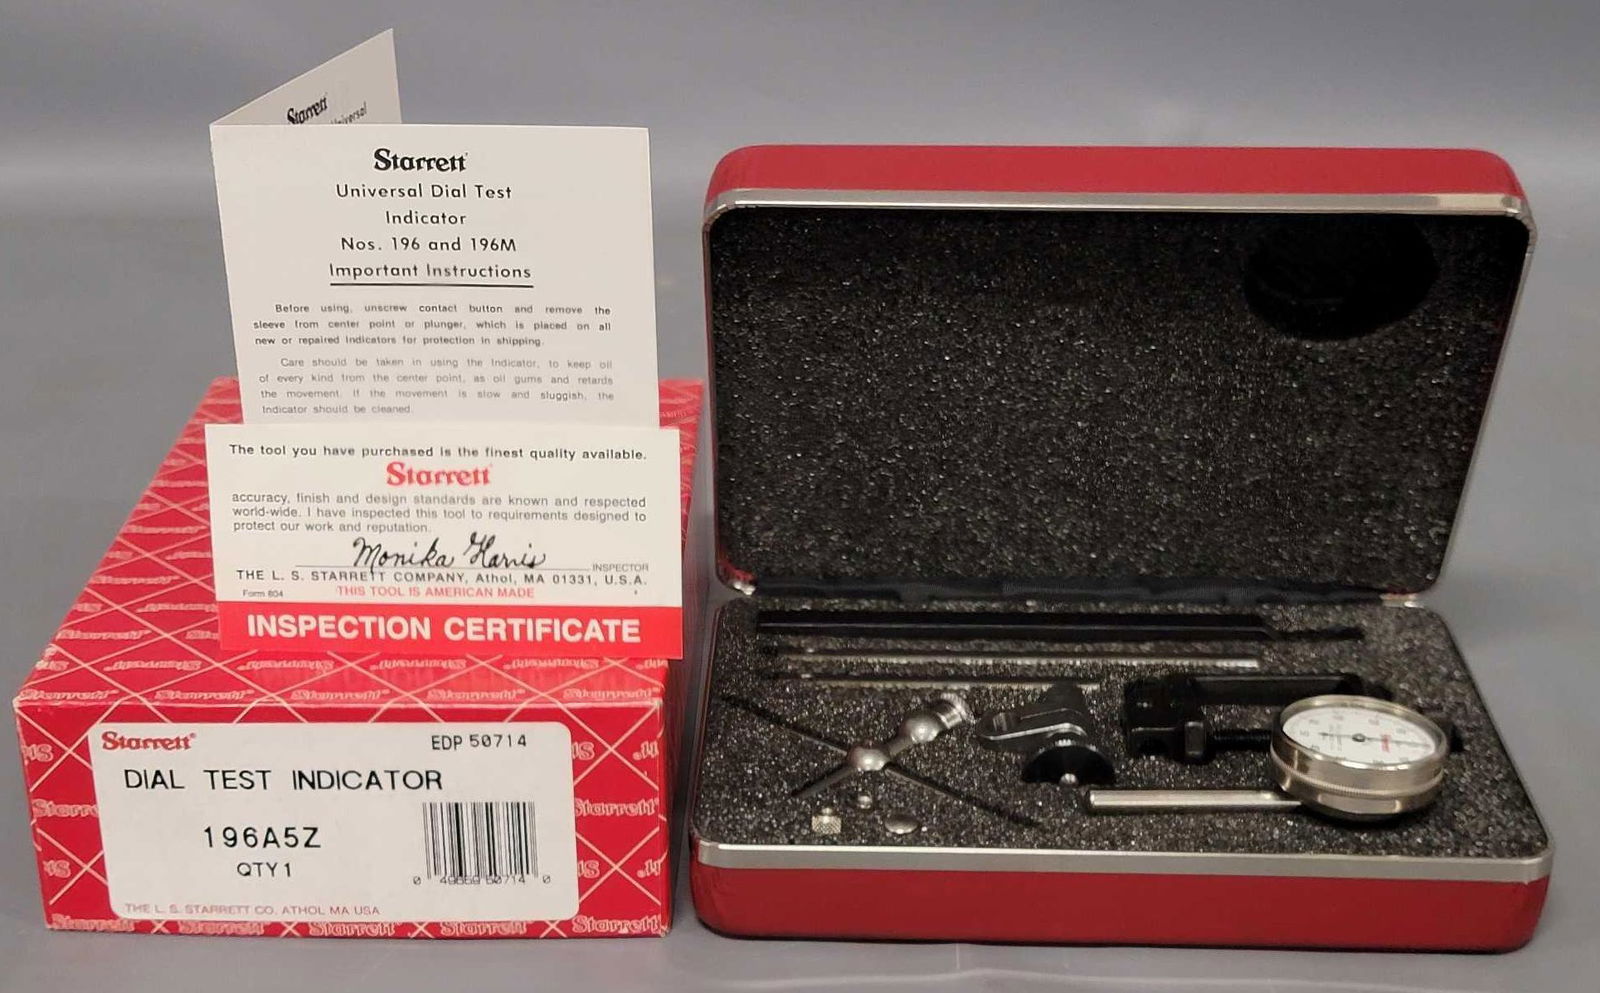 Starrett
Universal
Starrett
Universal Dial Test
Indicator
Nos. 196 and 196M
Important Instructions
Before using, unscrew contact button and remove the
sleeve from center point or plunger, which is placed on all
new or repaired Indicators for protection in shipping.
Care should be taken in using the Indicator, to keep oil
of every kind from the center point, as oil gums and retards
the movement. If the movement is slow and sluggish, the
Indicator should be cleaned.
The tool you have purchased is the finest quality available.
Starrett
accuracy, finish and design standards are known and respected
world-wide. I have inspected this tool to requirements designed to
protect our work and reputation.
Monika Harris
INSPECTOR
THE L. S. STARRETT COMPANY, Athol, MA 01331, U.S.A.
Form 804 THIS TOOL IS AMERICAN MADE
INSPECTION CERTIFICATE
Starrett® EDP 50714
DIAL TEST INDICATOR
196A5Z
QTY 1
0 49659 50714 0
THE L. S. STARRETT CO. ATHOL MA USA